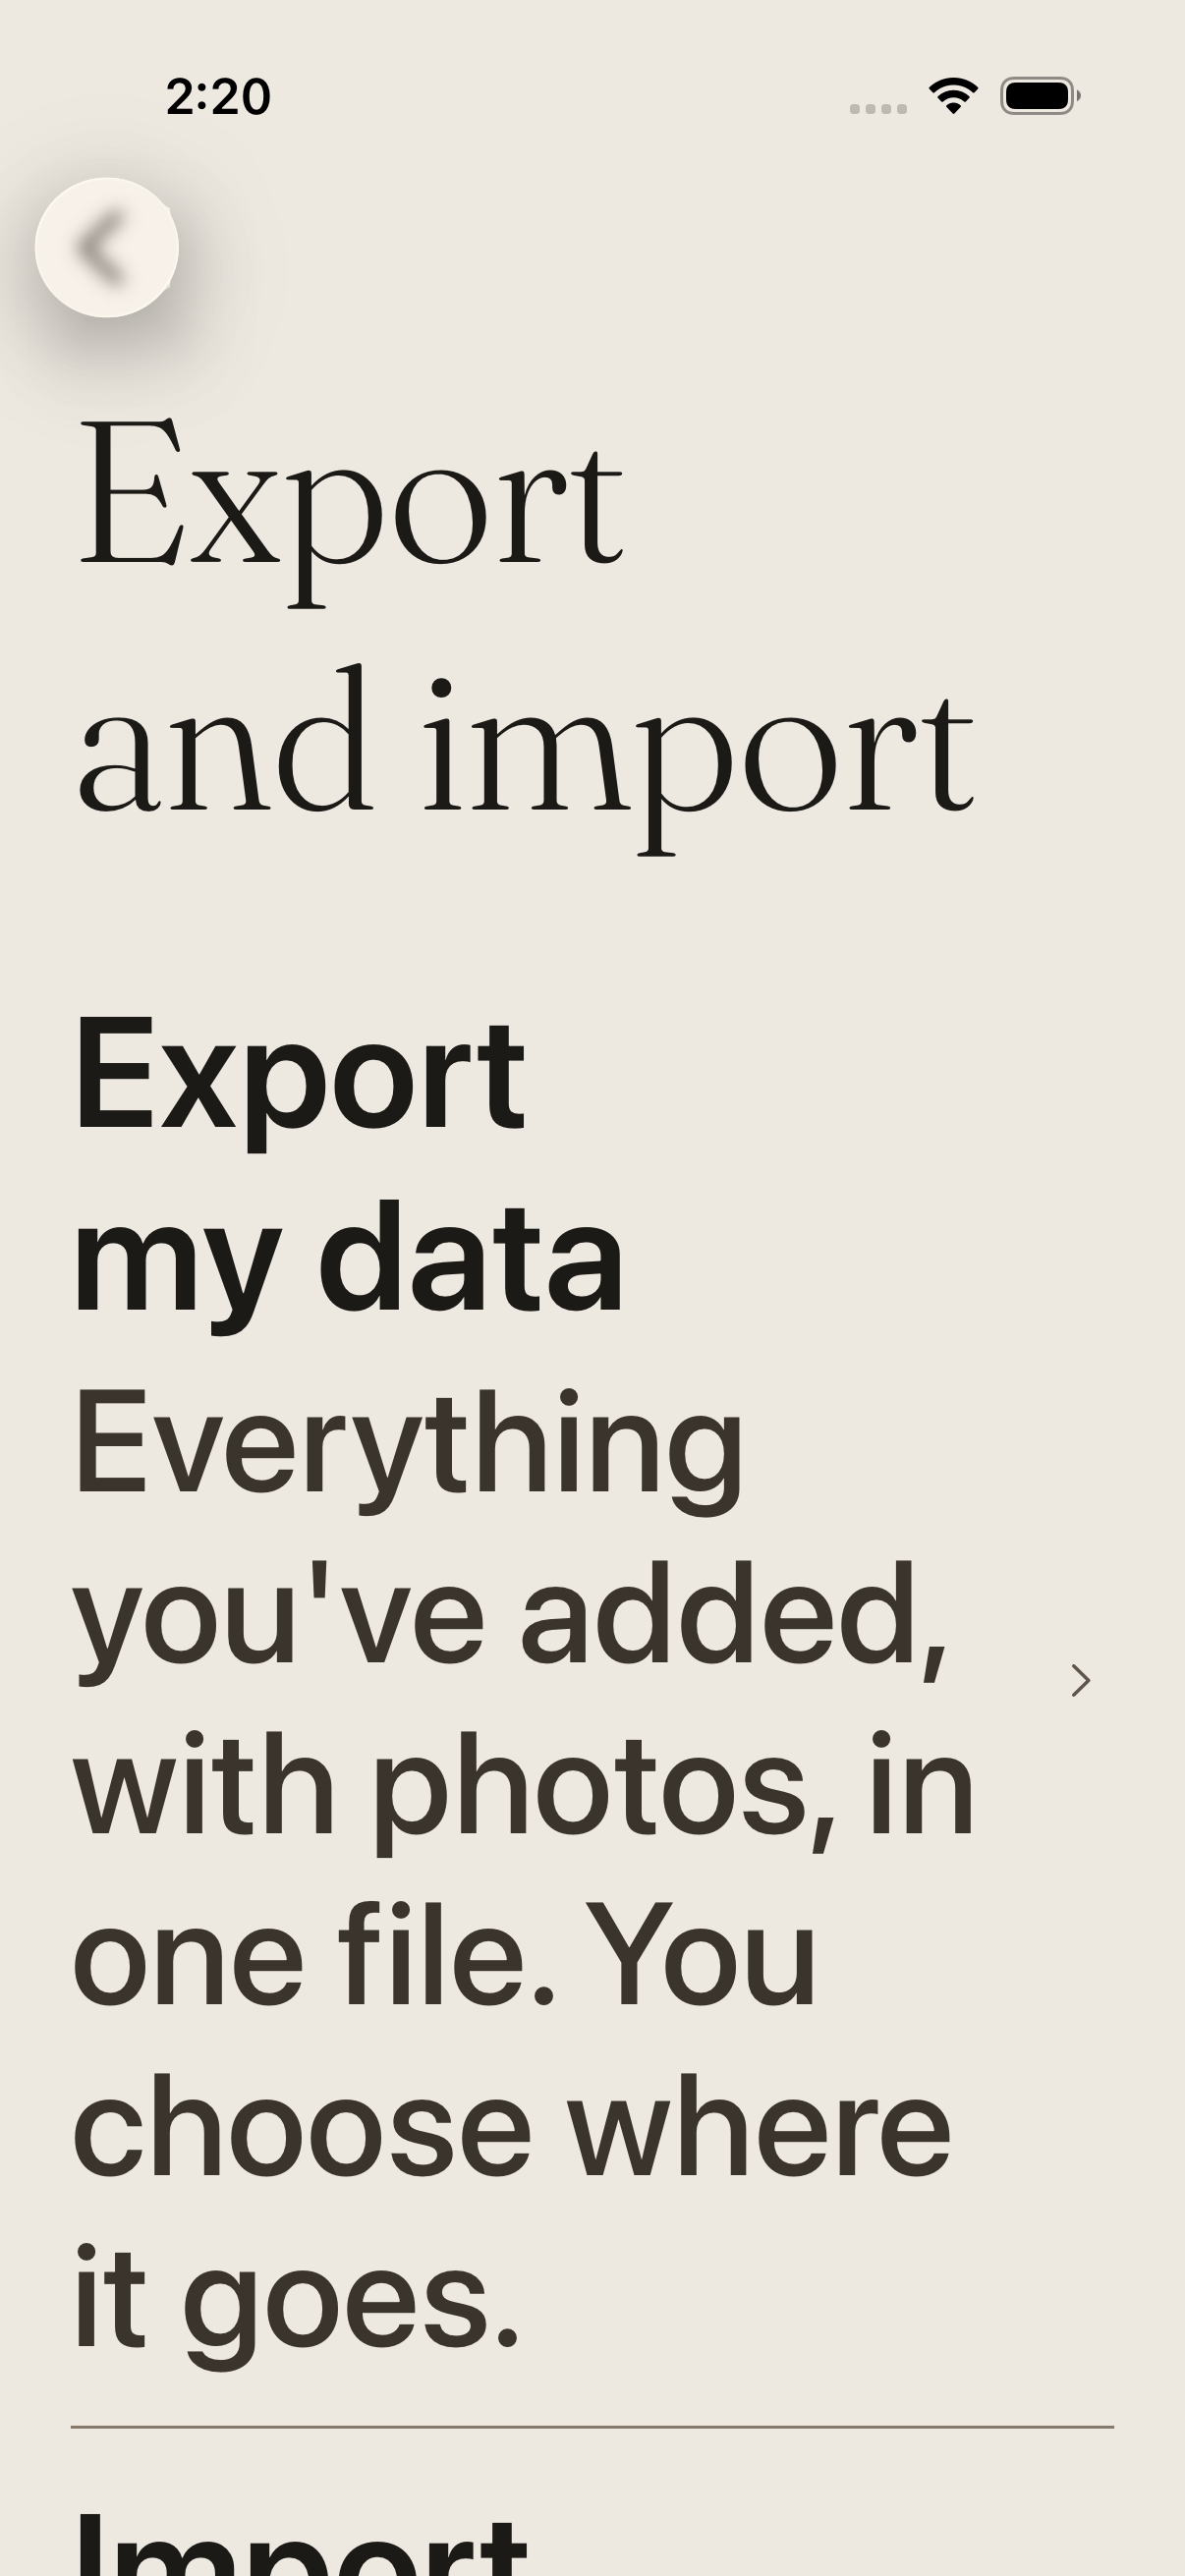 2:20
Export
and import
Export
my data
Everything
you've added,
with photos, in
one file. You
choose where
it goes.
Import